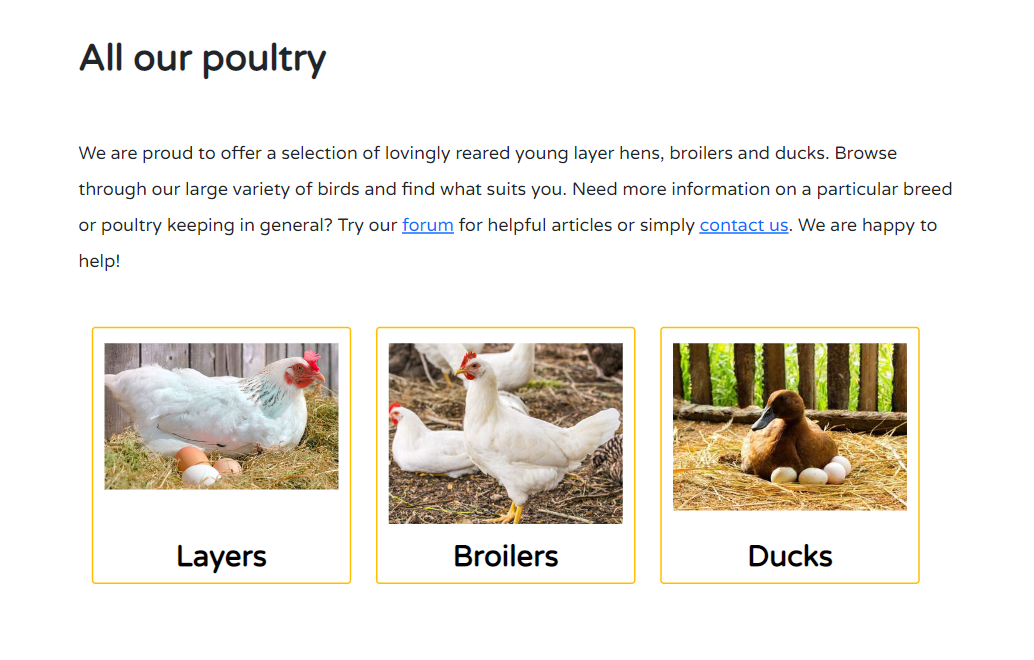 All our poultry
We are proud to offer a selection of lovingly reared young layer hens, broilers and ducks. Browse
through our large variety of birds and find what suits you. Need more information on a particular breed
or poultry keeping in general? Try our forum for helpful articles or simply contact us. We are happy to
help!
Layers
Broilers
Ducks